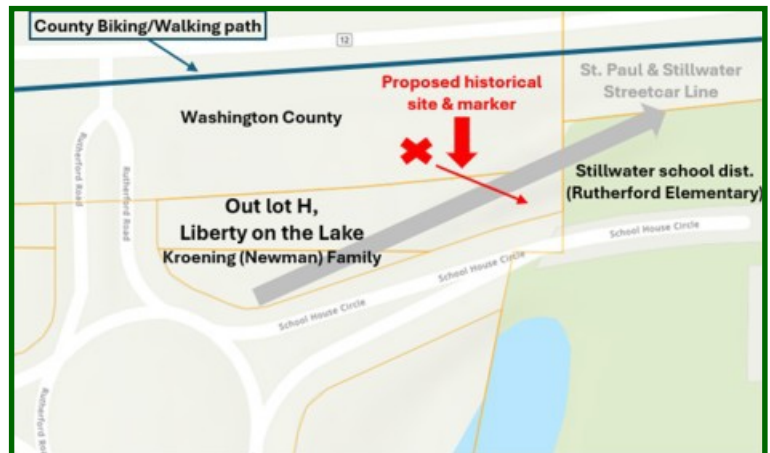 County Biking/Walking path
12
Proposed historical
site & marker
St. Paul & Stillwater
Streetcar Line
Washington County
Rutherford Road
Rutherford Road
Stillwater school dist.
(Rutherford Elementary)
Out lot H,
Liberty on the Lake
Kroening (Newman) Family
School House Circle
School House Circle
School House Circle
Rutherford Road